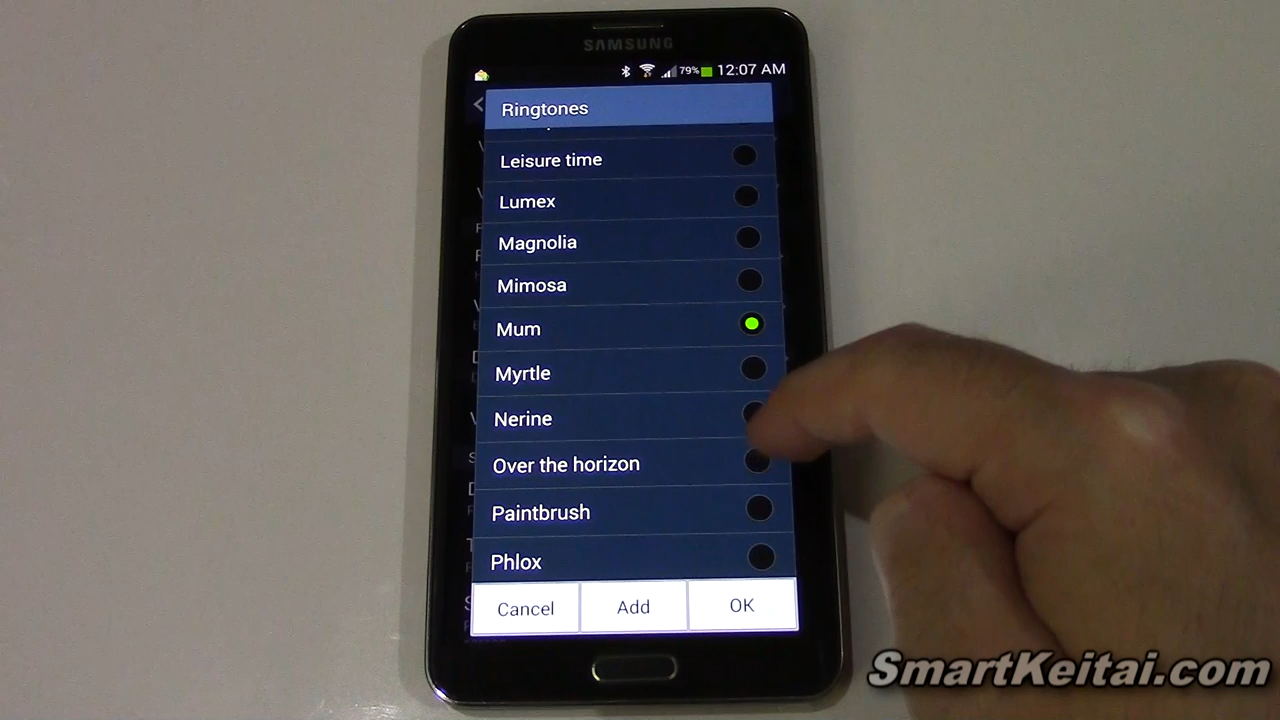 SAMSUNG
79% 12:07 AM
Ringtones
Leisure time
Lumex
Magnolia
Mimosa
Mum
Myrtle
Nerine
Over the horizon
Paintbrush
Phlox
Cancel Add OK
SmartKeitai.com